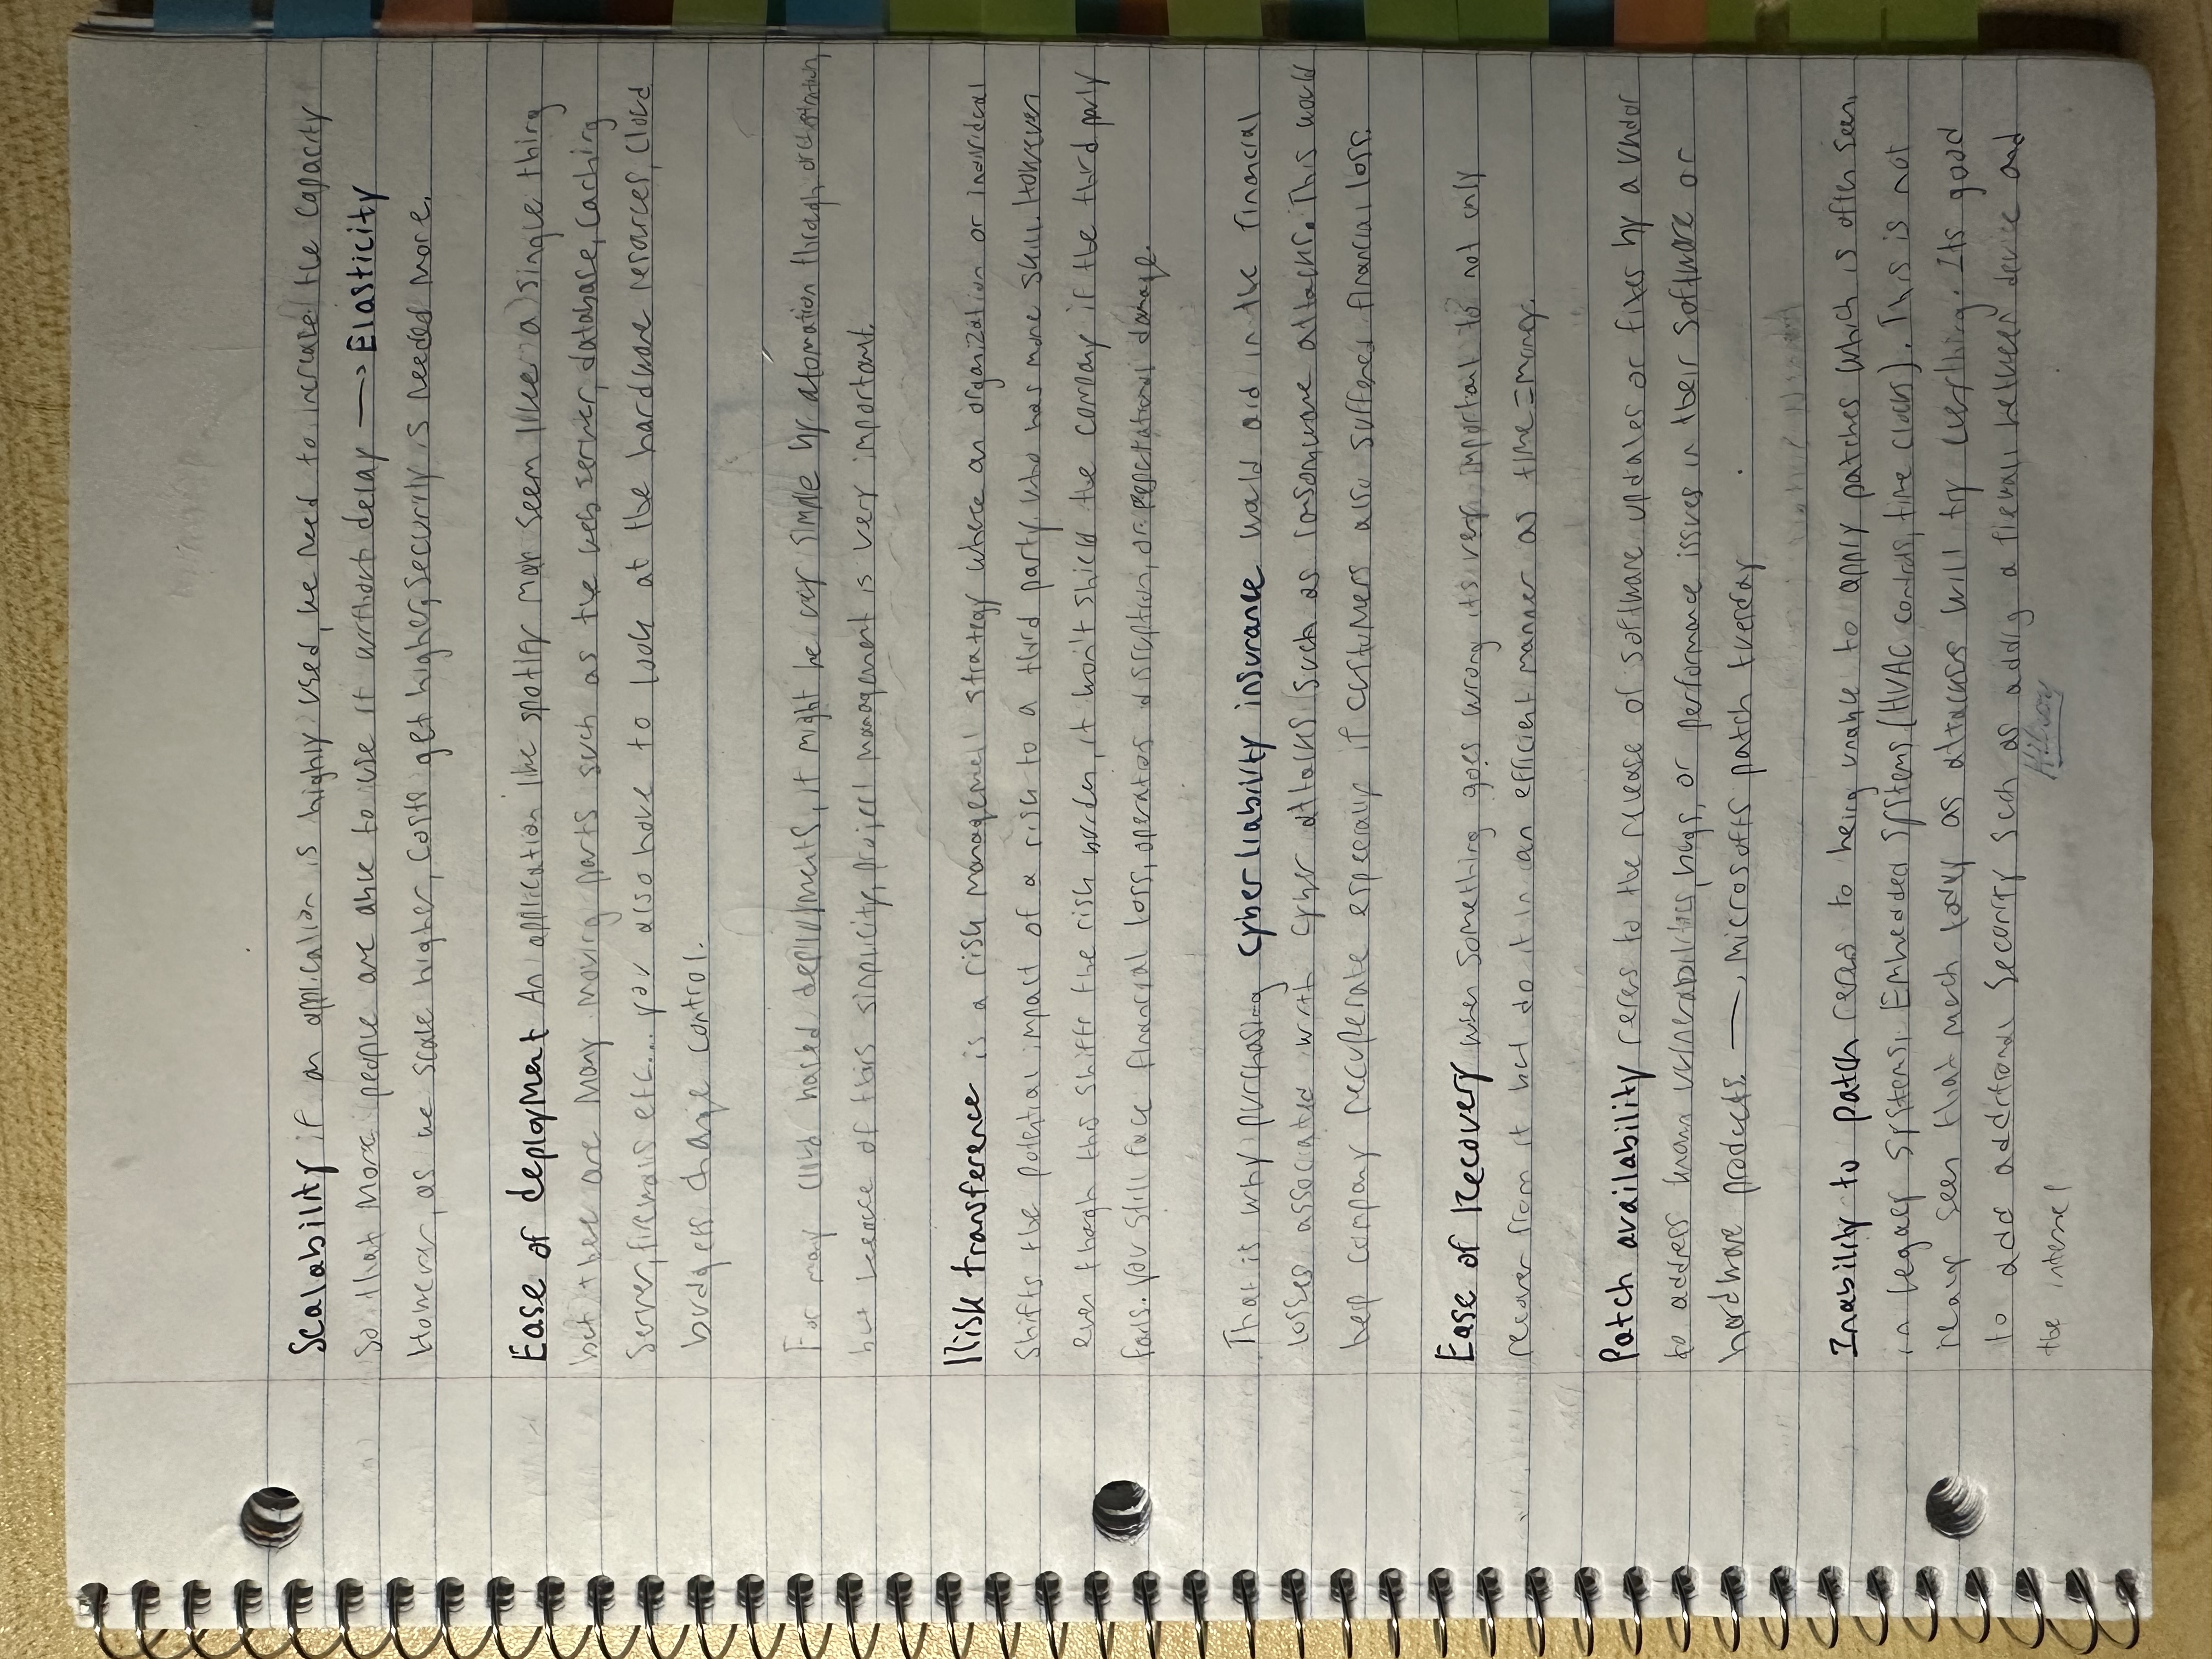 Scalability if an application is highly used, we need to increase the capacity
so that more people are able to use it without delay → Elasticity
However, as we scale higher, costs get higher, security is needed more.
Ease of deployment An application like spotify may seem like a single thing
but there are many moving parts such as the web server, database, caching
server, firewalls etc... you also have to look at the hardware resources, cloud
budgets change control.
For many cloud based deployments, it might be very simple by atomation through orchestration,
but because of this simplicity, project management is very important.
Risk transference is a risk management strategy where an organization or individual
shifts the potential impact of a risk to a third party who has more skill. However
even though this shifts the risk burden, it won't shield the company if the third party
fails. You still face financial loss, operation disruption, or reputational damage.
That is why purchasing cyber liability insurance would aid in the financial
losses associated with cyber attacks such as ransomware attacks. This would
help company recuperate especially if customers also suffered financial loss.
Ease of Recovery when something goes wrong its very important to not only
recover from it but do it in an efficient manner as time = money.
Patch availability refers to the release of software updates or fixes by a vendor
to address known vulnerabilities, bugs, or performance issues in their software or
hardware products. → Microsofts patch tuesday
Inability to patch refers to being unable to apply patches which is often seen
in legacy systems, Embedded systems (HVAC controls, time clocks). This is not
really seen that much today as attackers will try everything. Its good
to add additional security such as addig a firewall between device and
the internet